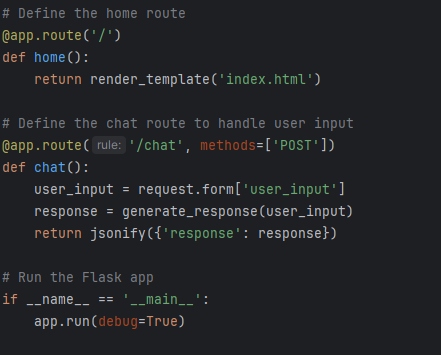 # Define the home route
@app.route('/')
def home():
    return render_template('index.html')
# Define the chat route to handle user input
@app.route(rule: '/chat', methods=['POST'])
def chat():
    user_input = request.form['user_input']
    response = generate_response(user_input)
    return jsonify({'response': response})
# Run the Flask app
if __name__ == '__main__':
    app.run(debug=True)